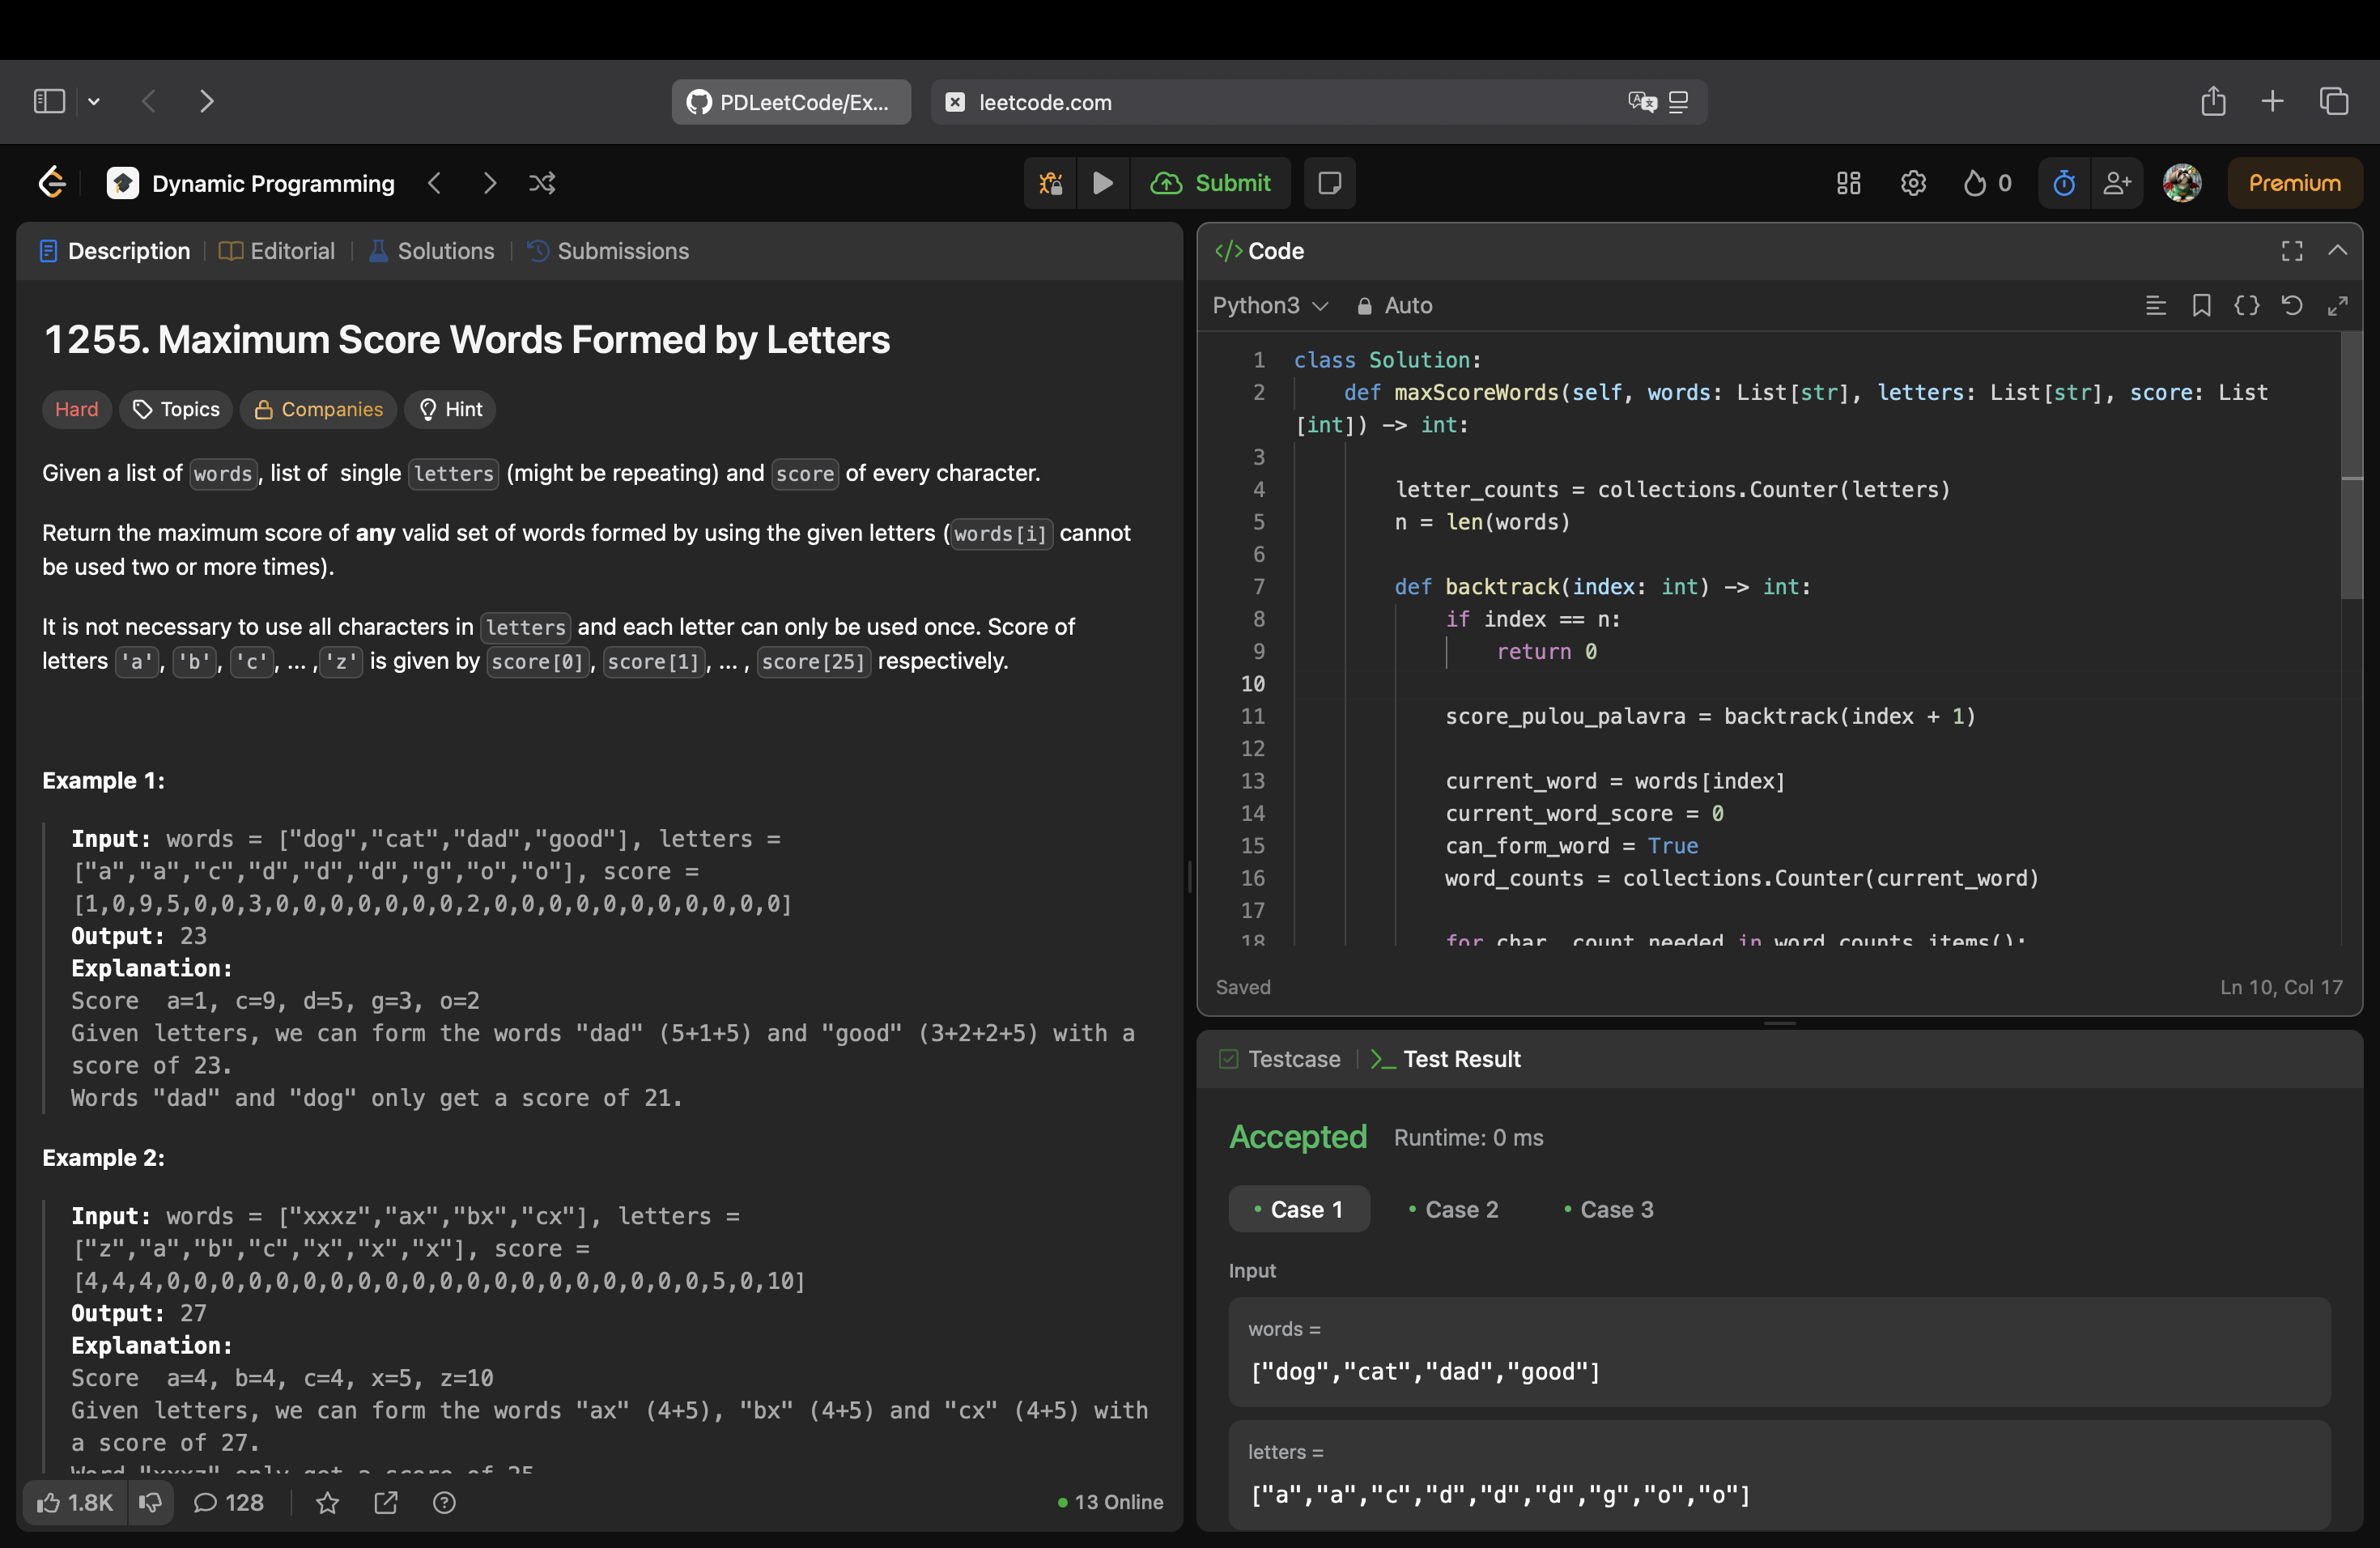 PDLeetCode/Ex...
leetcode.com
Dynamic Programming
Submit
0
Premium
Description
Editorial
Solutions
Submissions
1255. Maximum Score Words Formed by Letters
Hard
Topics
Companies
Hint
Given a list of words, list of  single letters (might be repeating) and score of every character.
Return the maximum score of any valid set of words formed by using the given letters (words[i] cannot
be used two or more times).
It is not necessary to use all characters in letters and each letter can only be used once. Score of
letters 'a', 'b', 'c', ... ,'z' is given by score[0], score[1], ... , score[25] respectively.
Example 1:
Input: words = ["dog","cat","dad","good"], letters =
["a","a","c","d","d","d","g","o","o"], score =
[1,0,9,5,0,0,3,0,0,0,0,0,0,0,2,0,0,0,0,0,0,0,0,0,0,0]
Output: 23
Explanation:
Score  a=1, c=9, d=5, g=3, o=2
Given letters, we can form the words "dad" (5+1+5) and "good" (3+2+2+5) with a
score of 23.
Words "dad" and "dog" only get a score of 21.
Example 2:
Input: words = ["xxxz","ax","bx","cx"], letters =
["z","a","b","c","x","x","x"], score =
[4,4,4,0,0,0,0,0,0,0,0,0,0,0,0,0,0,0,0,0,0,0,0,5,0,10]
Output: 27
Explanation:
Score  a=4, b=4, c=4, x=5, z=10
Given letters, we can form the words "ax" (4+5), "bx" (4+5) and "cx" (4+5) with
a score of 27.
Word "xxxz" only get a score of 25.
1.8K
128
13 Online
Code
Python3
Auto
1 class Solution:
2 def maxScoreWords(self, words: List[str], letters: List[str], score: List
[int]) -> int:
3
4 letter_counts = collections.Counter(letters)
5 n = len(words)
6
7 def backtrack(index: int) -> int:
8 if index == n:
9 return 0
10
11 score_pulou_palavra = backtrack(index + 1)
12
13 current_word = words[index]
14 current_word_score = 0
15 can_form_word = True
16 word_counts = collections.Counter(current_word)
17
18 for char, count_needed in word_counts.items():
Saved
Ln 10, Col 17
Testcase
Test Result
Accepted
Runtime: 0 ms
Case 1
Case 2
Case 3
Input
words =
["dog","cat","dad","good"]
letters =
["a","a","c","d","d","d","g","o","o"]